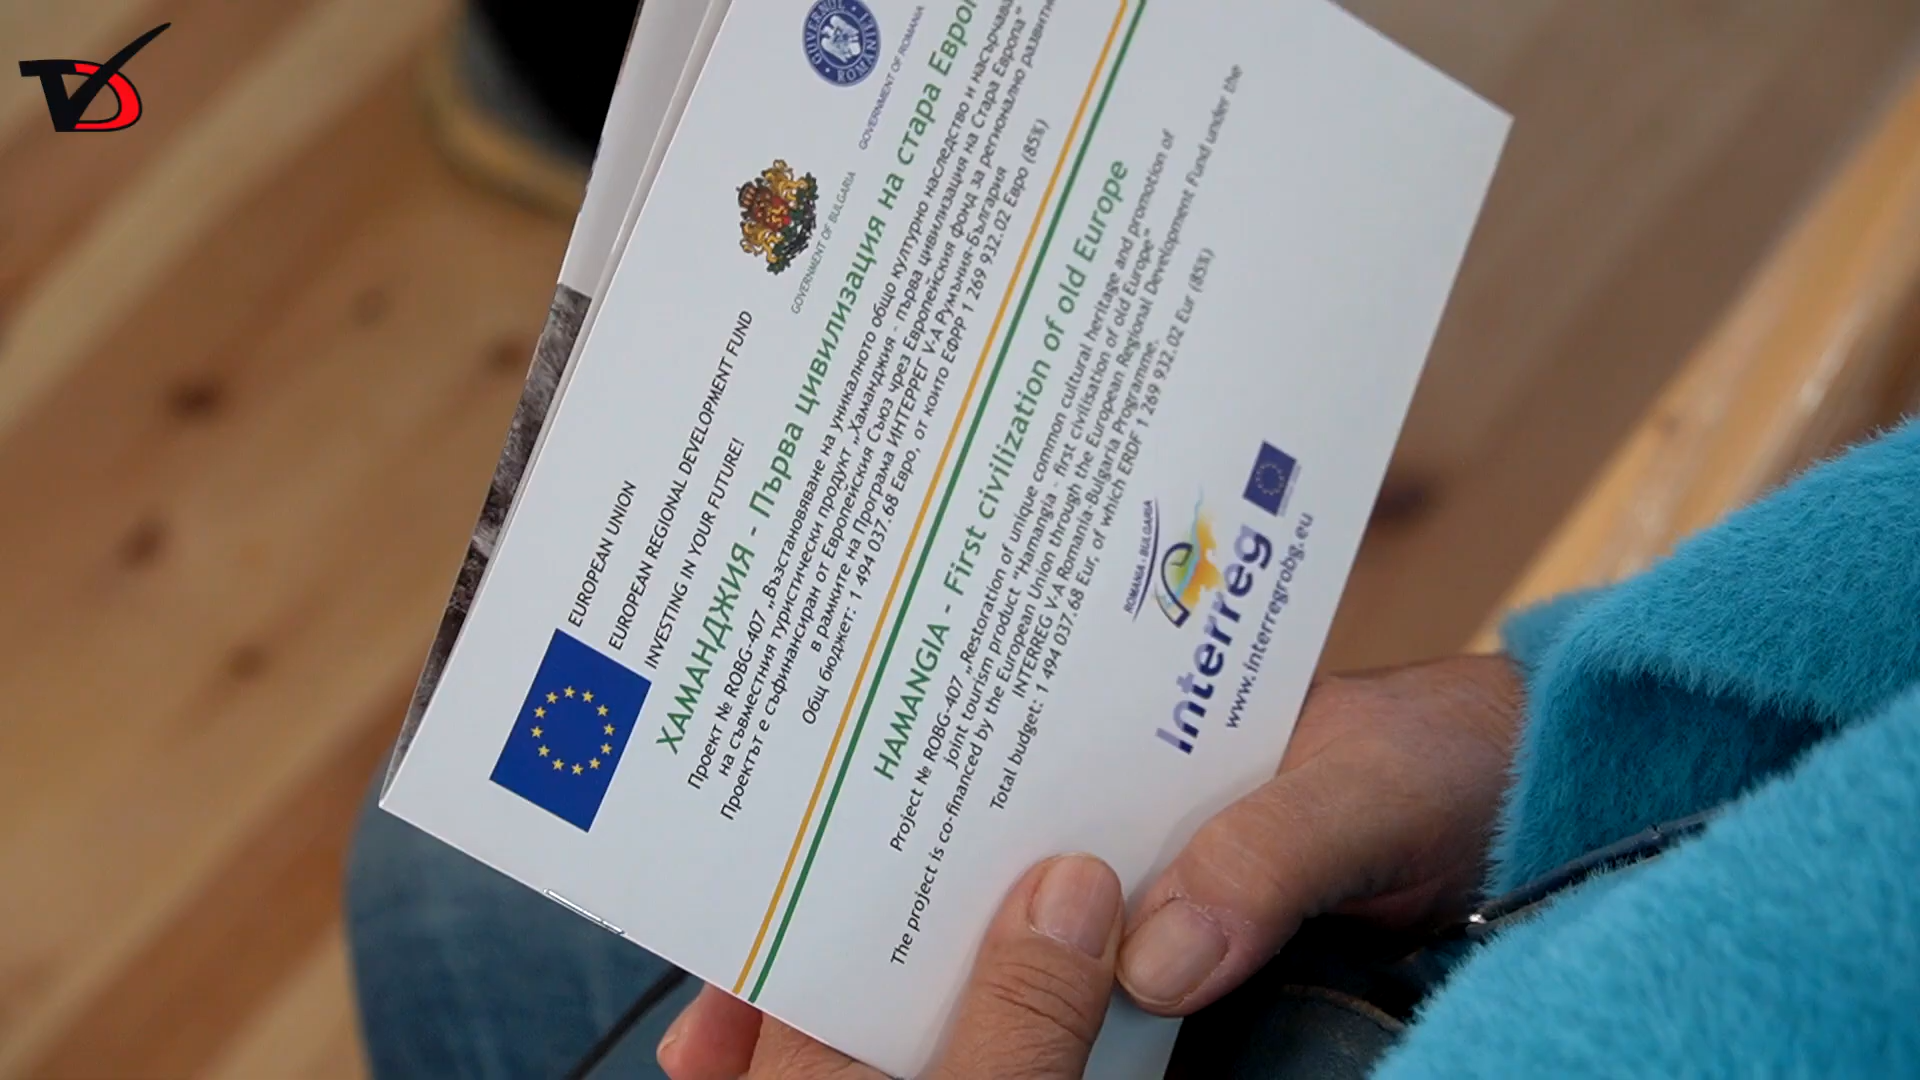 EUROPEAN UNION
EUROPEAN REGIONAL DEVELOPMENT FUND
INVESTING IN YOUR FUTURE!
GOVERNMENT OF BULGARIA
GUVERNUL ROMÂNIEI
GOVERNMENT OF ROMANIA
ХАМАНДЖИЯ - Първа цивилизация на стара Европ
Проект № ROBG-407 „Възстановяване на уникалното общо културно наследство и насърчава
на съвместния туристически продукт „Хаманджия - първа цивилизация на Стара Европа“
Проектът е съфинансиран от Европейския Съюз чрез Европейския фонд за регионално развити
в рамките на Програма ИНТЕРРЕГ V-A Румъния-България
Общ бюджет: 1 494 037.68 Евро, от които ЕФРР 1 269 932.02 Евро (85%)
HAMANGIA - First civilization of old Europe
Project № ROBG-407 „Restoration of unique common cultural heritage and promotion of
joint tourism product “Hamangia - first civilisation of old Europe“
The project is co-financed by the European Union through the European Regional Development Fund under the
INTERREG V-A Romania-Bulgaria Programme.
Total budget: 1 494 037.68 Eur, of which ERDF 1 269 932.02 Eur (85%)
ROMANIA - BULGARIA
Interreg
www.interregrobg.eu